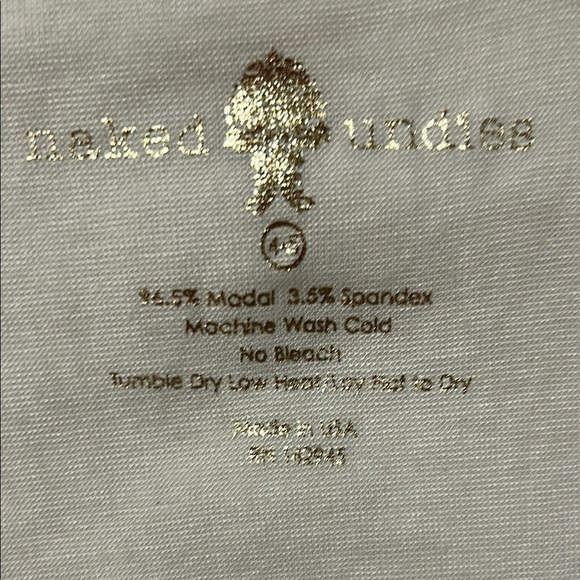 naked undies
96.5% Modal 3.5% Spandex
Machine Wash Cold
No Bleach
Tumble Dry Low Heat/Lay Flat to Dry
Made in USA